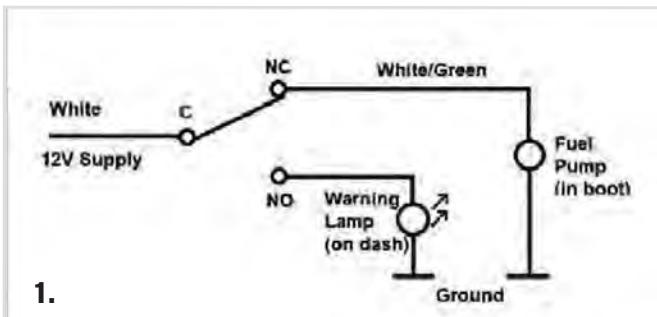 NC
White/Green
White
C
12V Supply
Fuel
Pump
(in boot)
NO
Warning
Lamp
(on dash)
Ground
1.